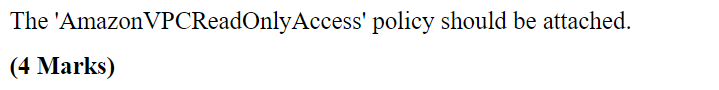 The 'AmazonVPCReadOnlyAccess' policy should be attached.
(4 Marks)